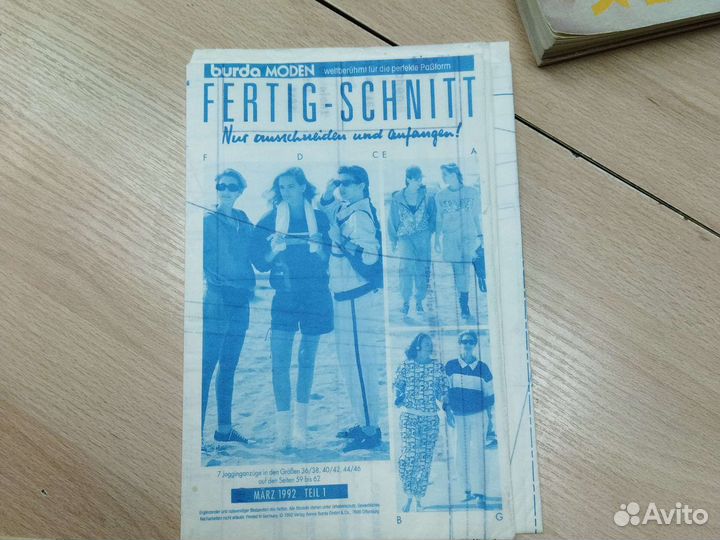 burda MODEN weltberühmt für die perfekte Paßform
FERTIG-SCHNITT
Nur ausschneiden und anfangen!
F D C E A
7 Jogginganzüge in den Größen 36/38, 40/42, 44/46
auf den Seiten 59 bis 62
MÄRZ 1992 TEIL 1
B G
Avito